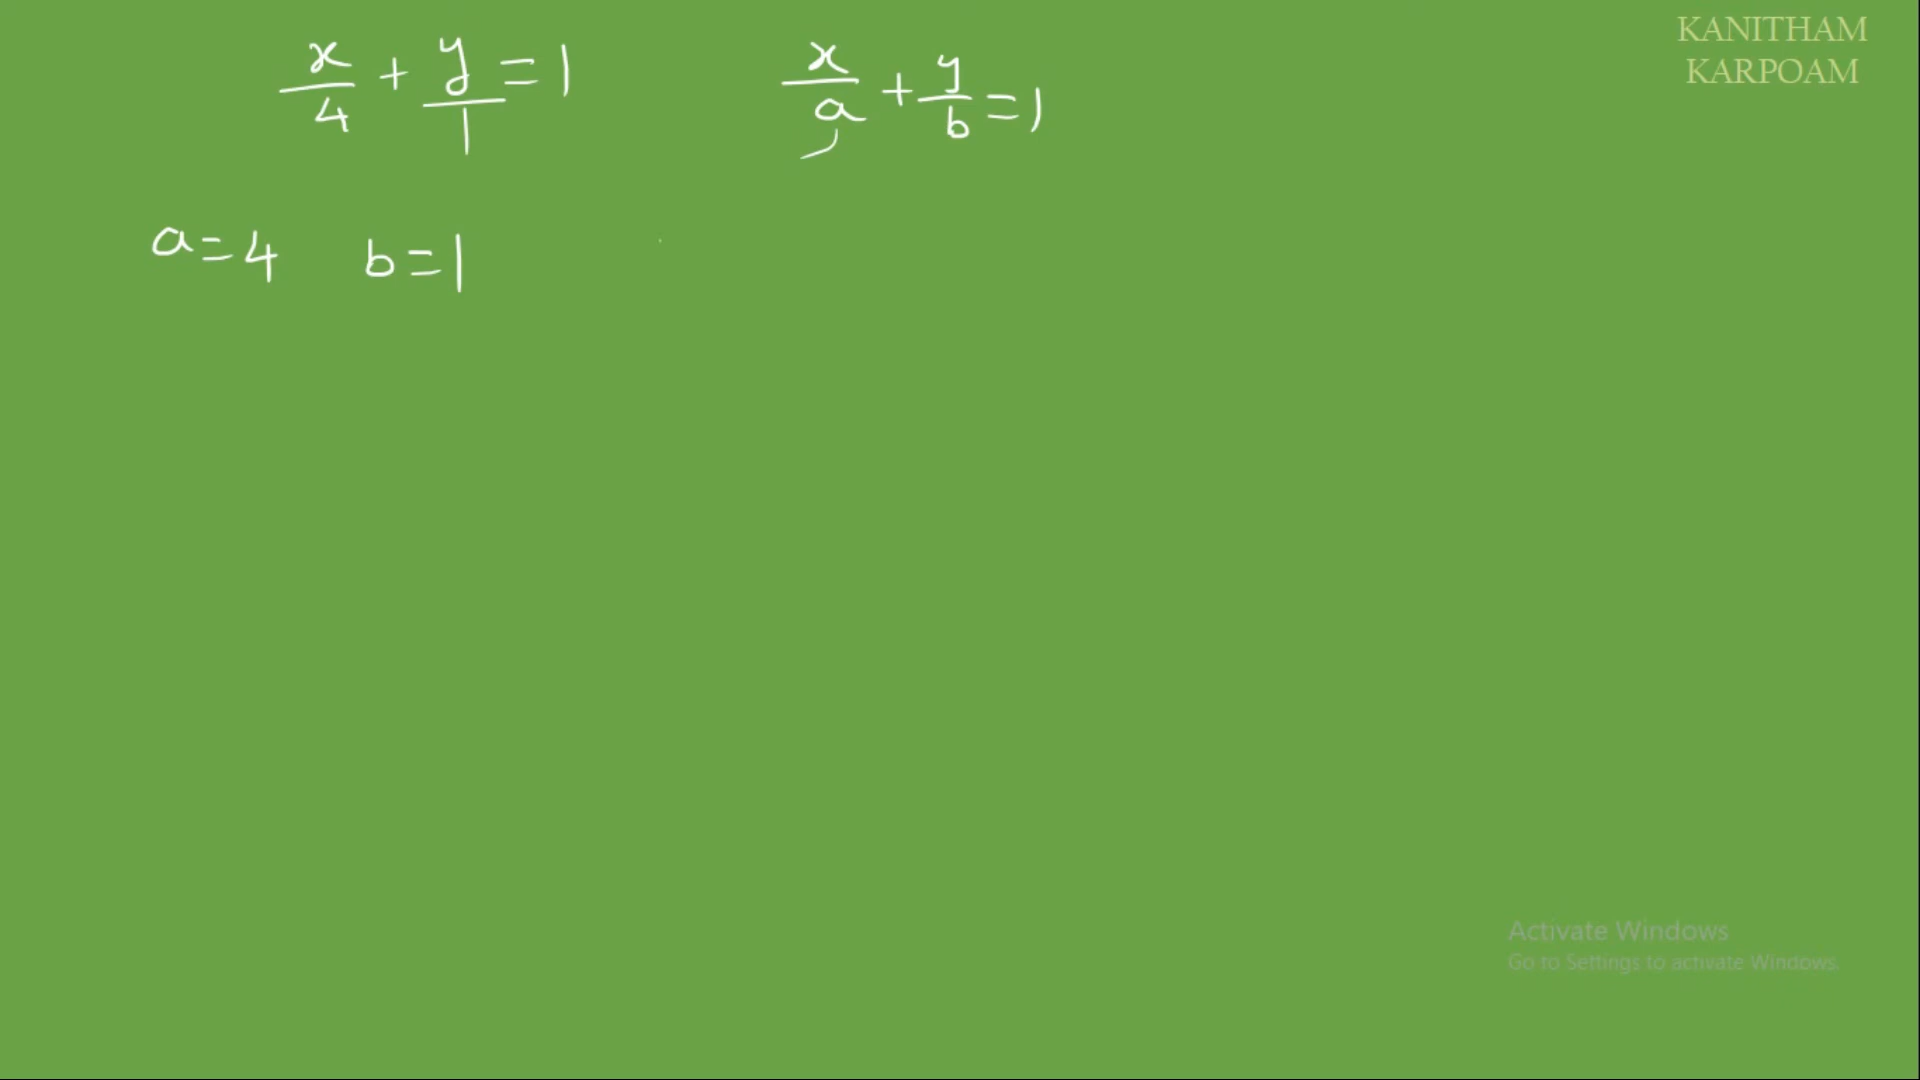 x/4 + y/1 = 1
x/a + y/b = 1
KANITHAM
KARPOAM
a = 4 b = 1
Activate Windows
Go to Settings to activate Windows.